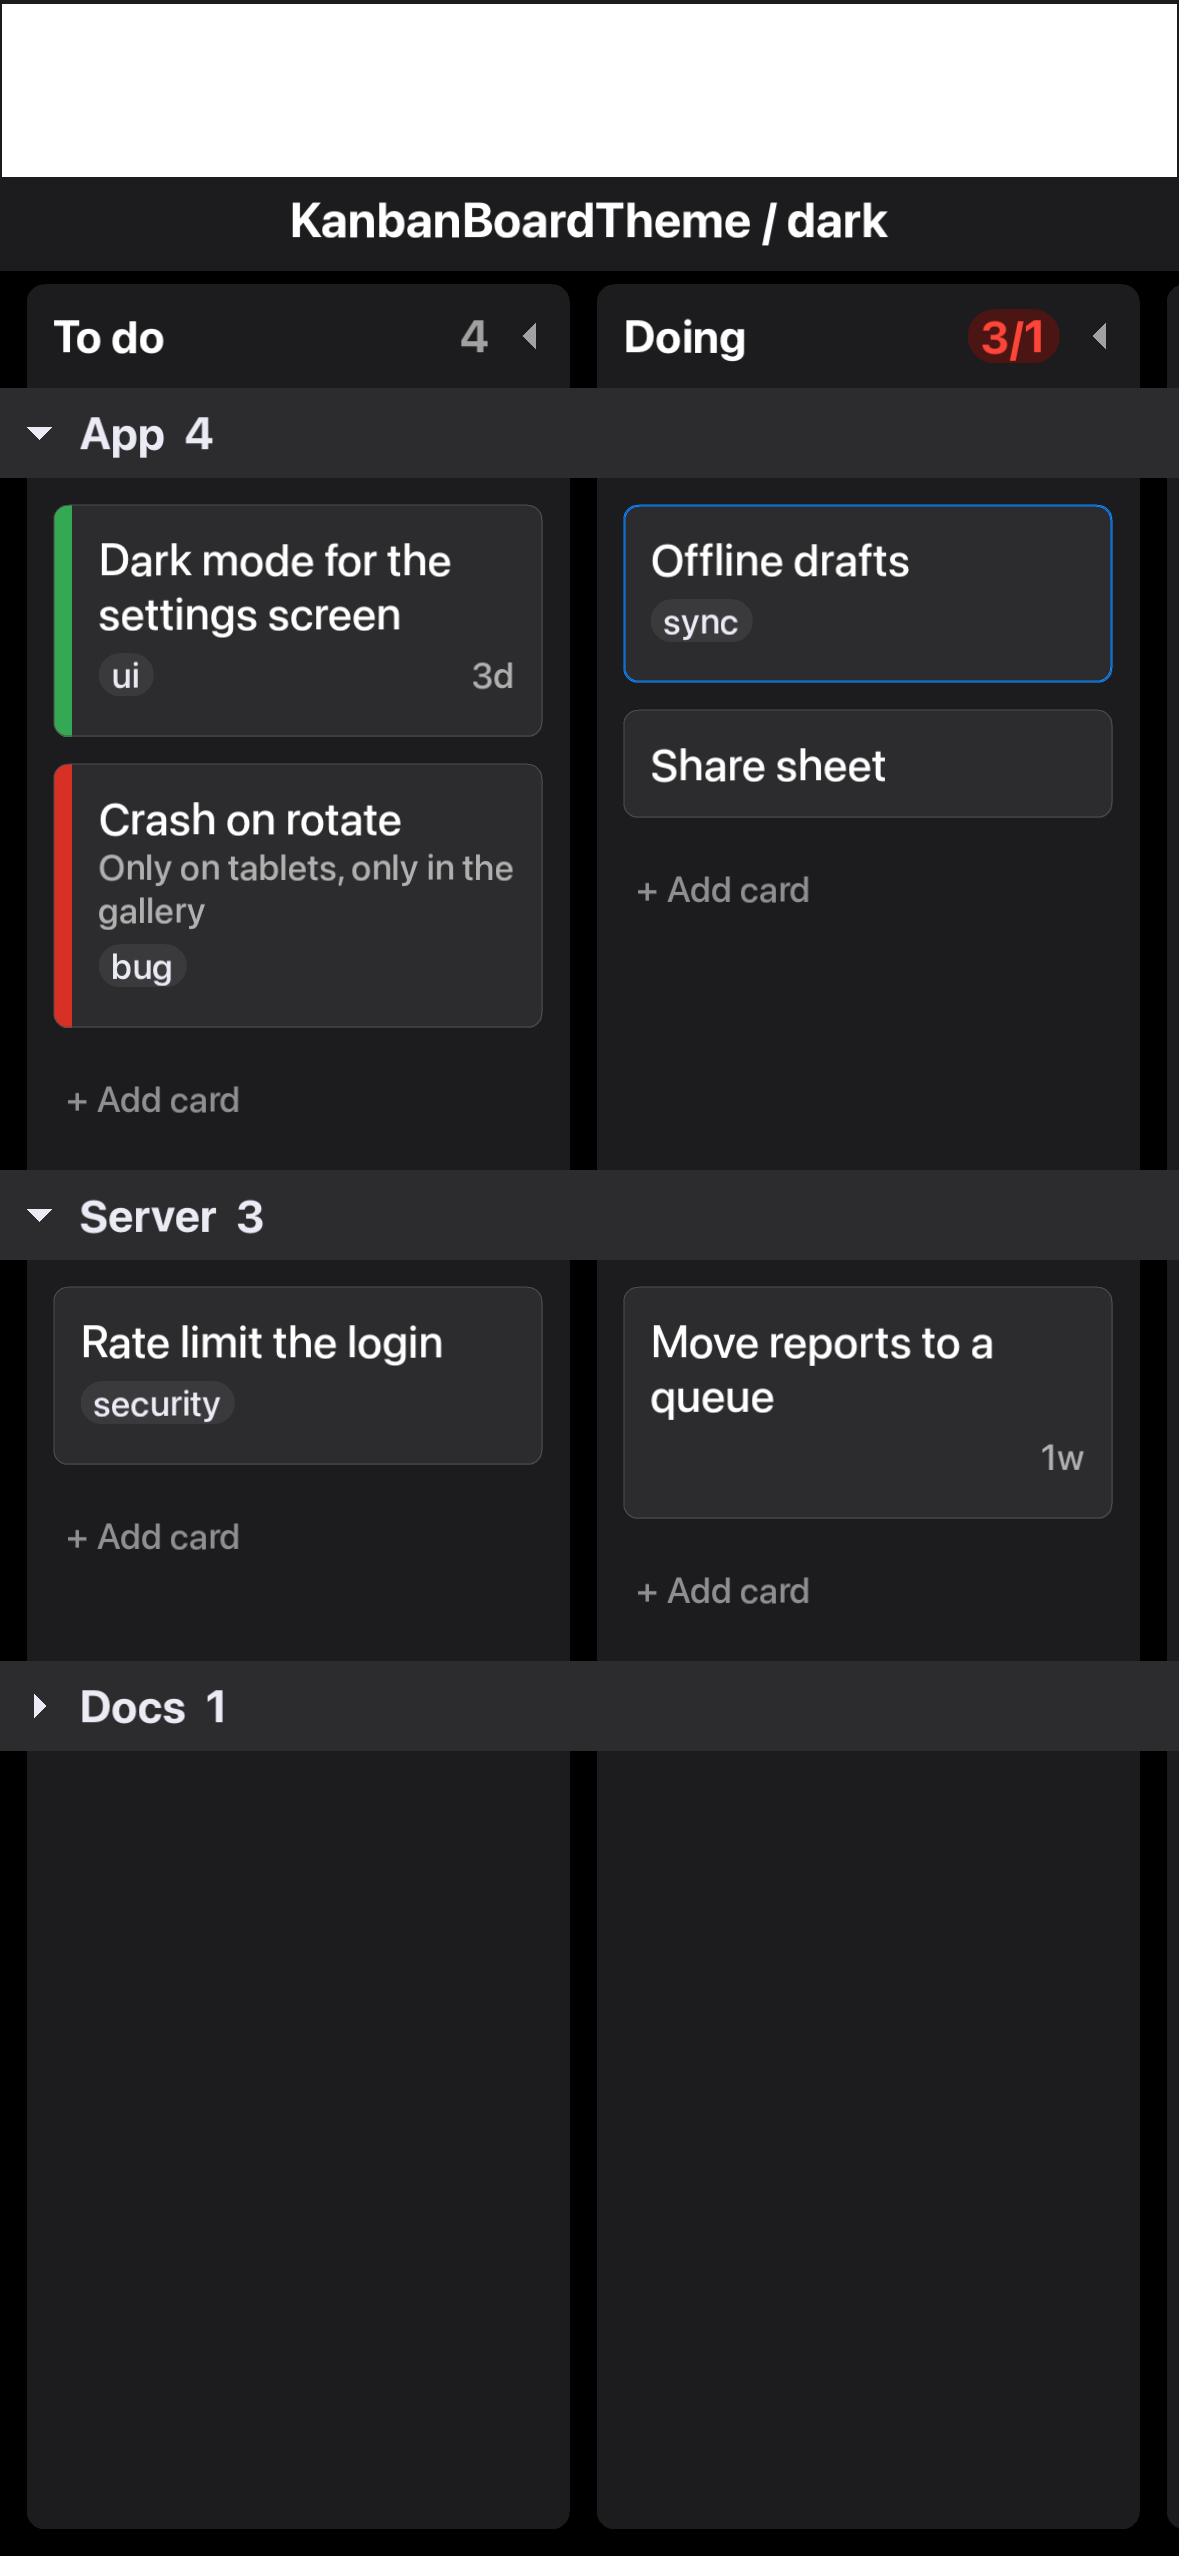 KanbanBoardTheme / dark
To do 4
Doing 3/1
App 4
Dark mode for the
settings screen
ui 3d
Crash on rotate
Only on tablets, only in the
gallery
bug
+ Add card
Offline drafts
sync
Share sheet
+ Add card
Server 3
Rate limit the login
security
+ Add card
Move reports to a
queue
1w
+ Add card
Docs 1